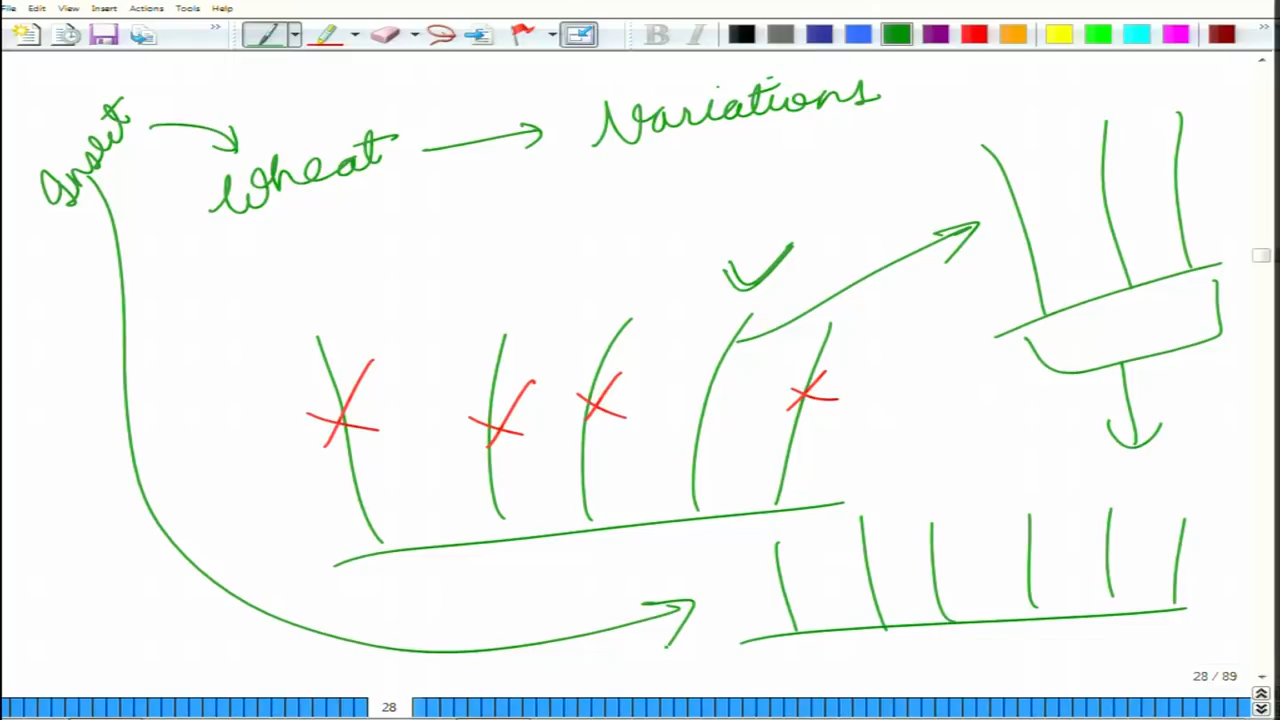 File Edit View Insert Actions Tools Help
B I
Insect
Wheat
Variations
28 / 89
28